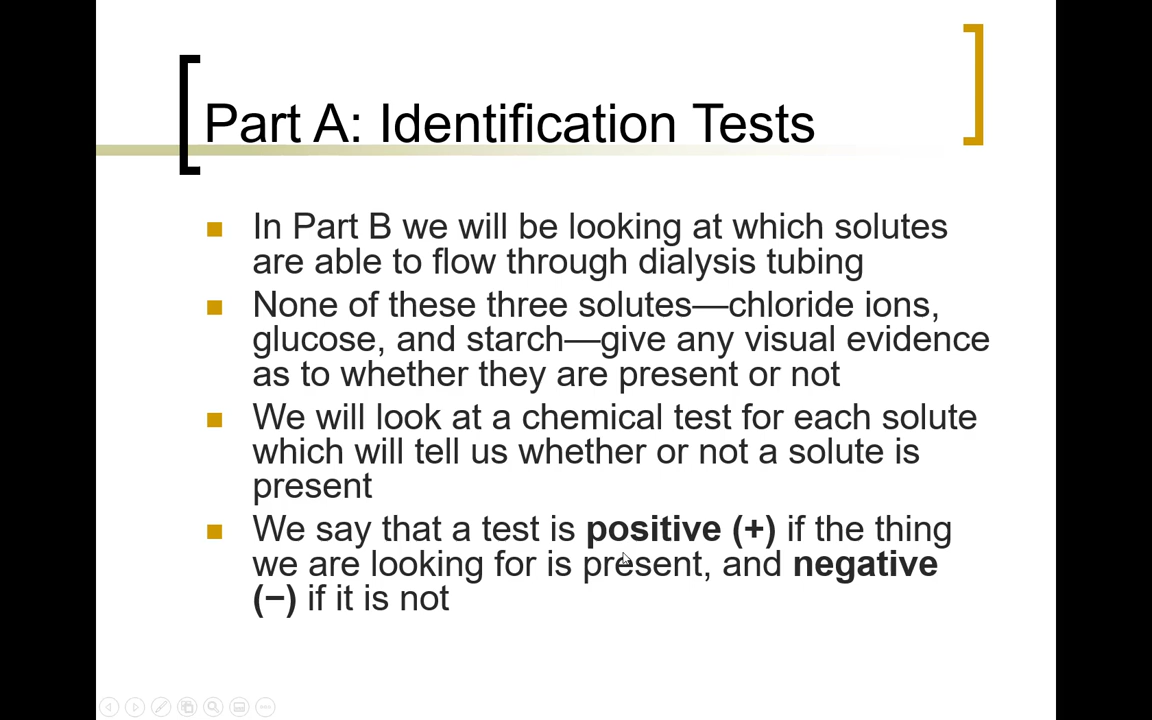 Part A: Identification Tests
In Part B we will be looking at which solutes
are able to flow through dialysis tubing
None of these three solutes—chloride ions,
glucose, and starch—give any visual evidence
as to whether they are present or not
We will look at a chemical test for each solute
which will tell us whether or not a solute is
present
We say that a test is positive (+) if the thing
we are looking for is present, and negative
(−) if it is not